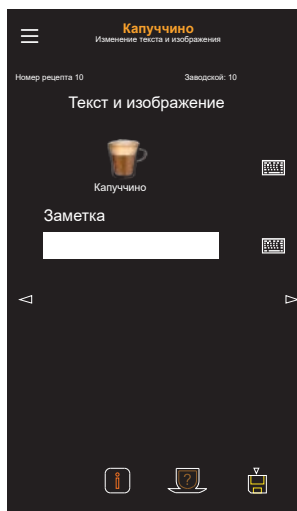 Капуччино
Изменение текста и изображения
Номер рецепта 10 Заводской: 10
Текст и изображение
Капуччино
Заметка
i
?